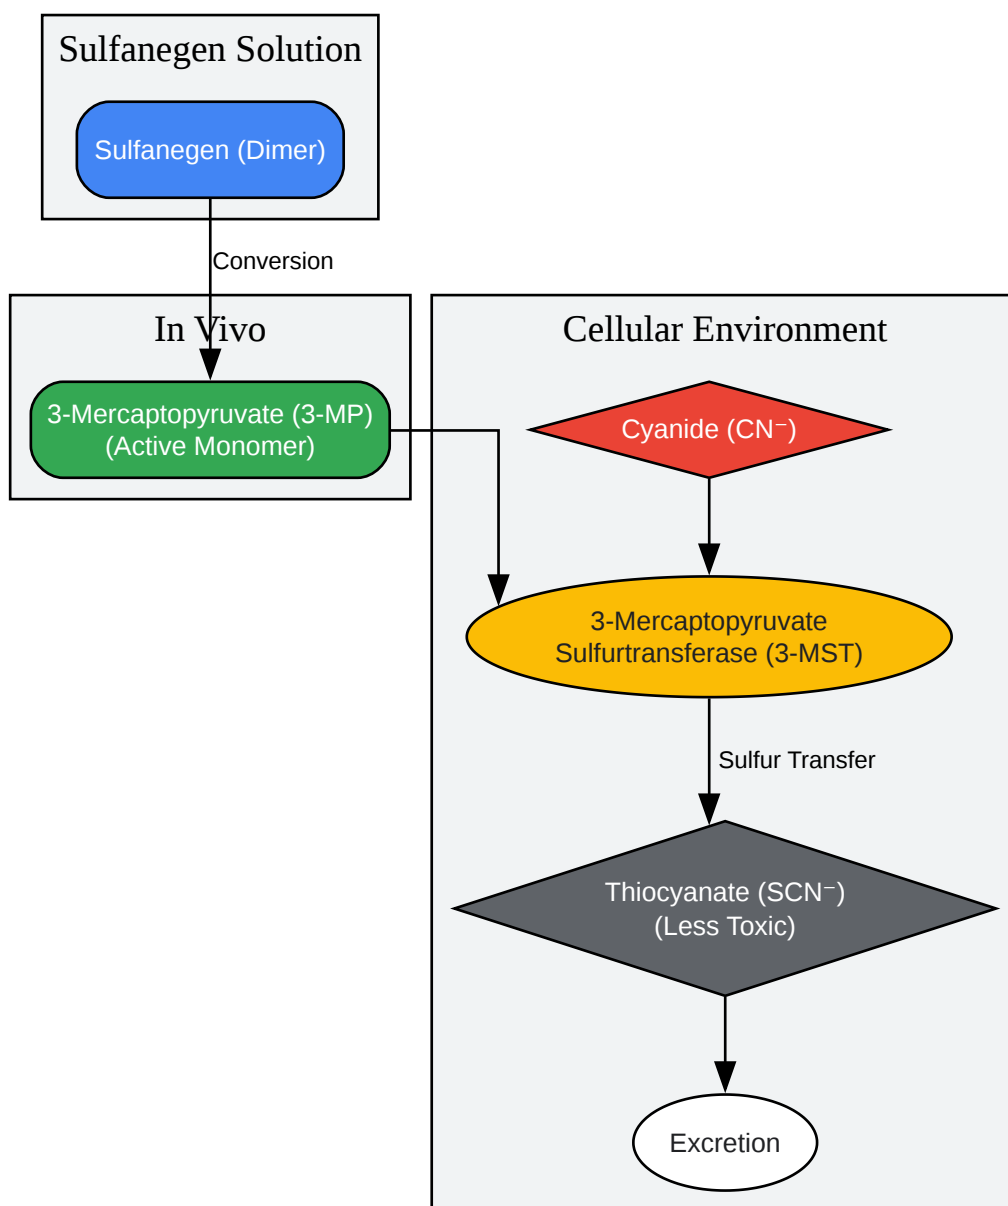 Sulfanegen Solution
Sulfanegen (Dimer)
Conversion
In Vivo
3-Mercaptopyruvate (3-MP)
(Active Monomer)
Cellular Environment
Cyanide (CN⁻)
3-Mercaptopyruvate
Sulfurtransferase (3-MST)
Sulfur Transfer
Thiocyanate (SCN⁻)
(Less Toxic)
Excretion